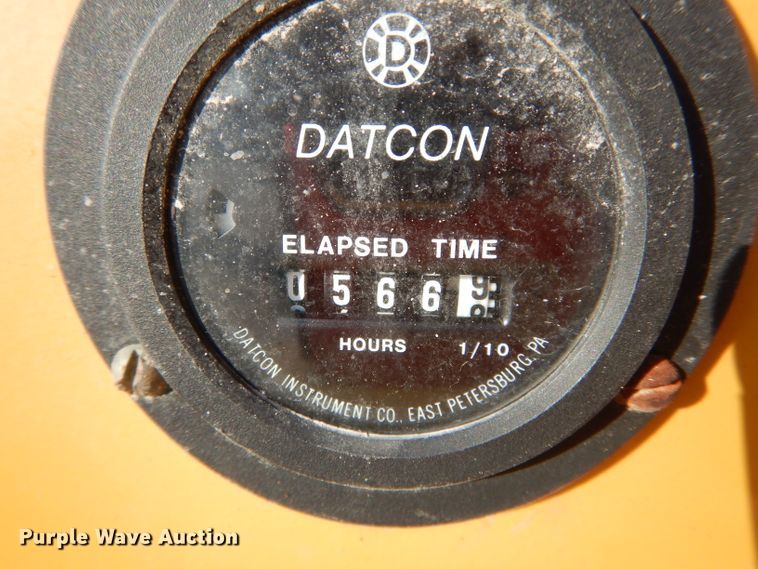 D
DATCON
ELAPSED TIME
0 5 6 6
HOURS 1/10
DATCON INSTRUMENT CO., EAST PETERSBURG, PA
Purple Wave Auction